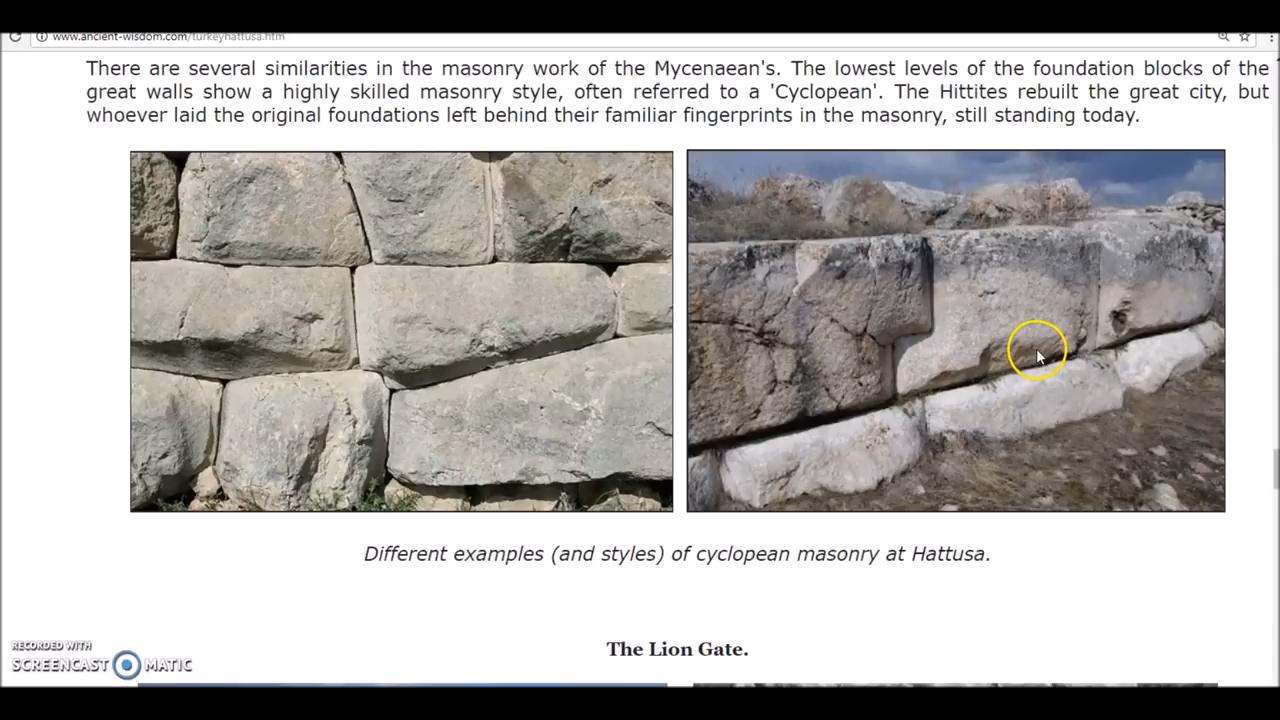 www.ancient-wisdom.com/turkeyhattusa.htm
There are several similarities in the masonry work of the Mycenaean's. The lowest levels of the foundation blocks of the
great walls show a highly skilled masonry style, often referred to a 'Cyclopean'. The Hittites rebuilt the great city, but
whoever laid the original foundations left behind their familiar fingerprints in the masonry, still standing today.
Different examples (and styles) of cyclopean masonry at Hattusa.
The Lion Gate.
RECORDED WITH
SCREENCAST MATIC